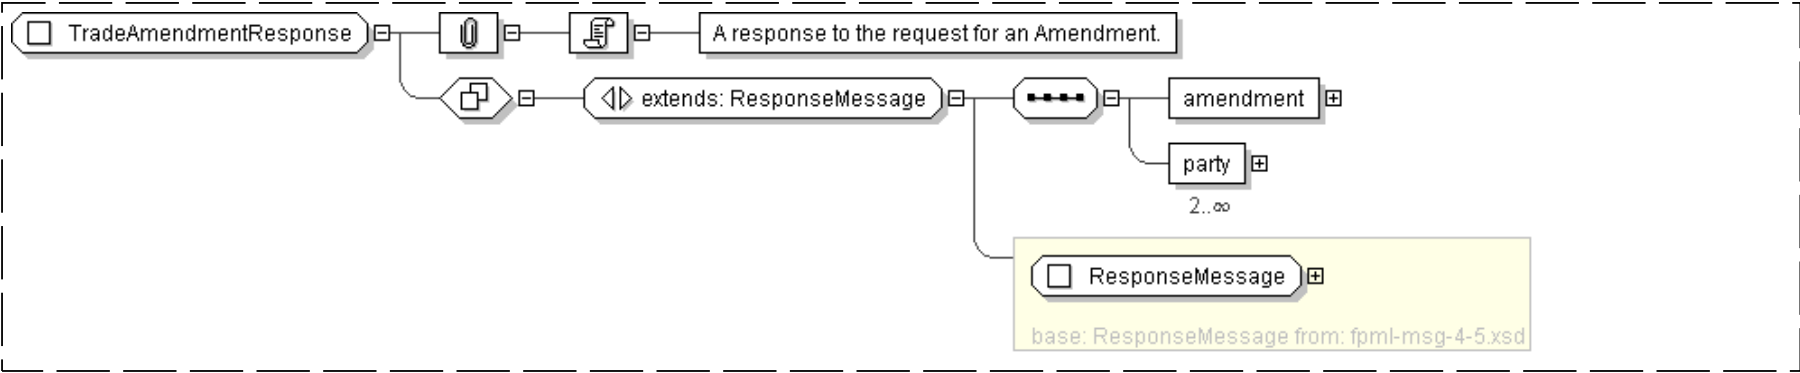 TradeAmendmentResponse
A response to the request for an Amendment.
extends: ResponseMessage
amendment
party
2..∞
ResponseMessage
base: ResponseMessage from: fpml-msg-4-5.xsd